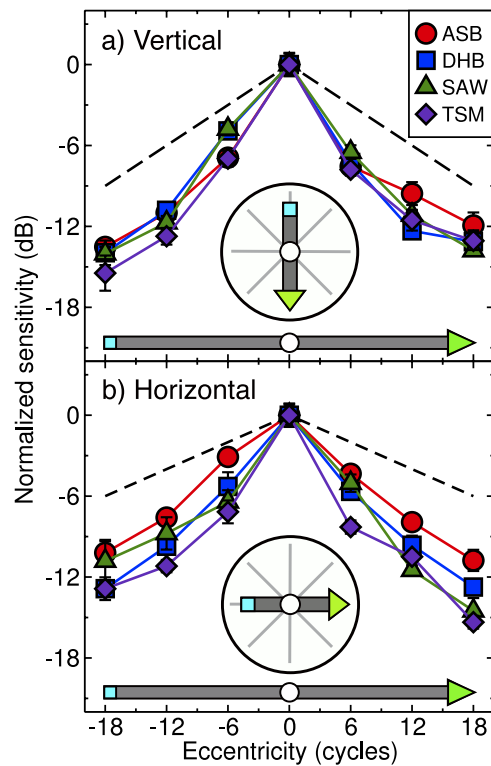 a) Vertical
ASB
DHB
SAW
TSM
0
-6
-12
-18
Normalized sensitivity (dB)
b) Horizontal
0
-6
-12
-18
-18 -12 -6 0 6 12 18
Eccentricity (cycles)